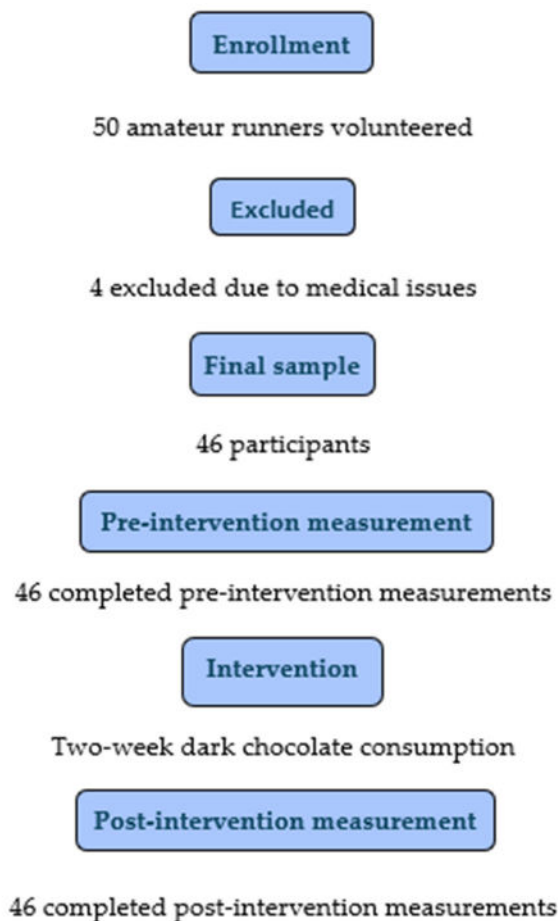 Enrollment
50 amateur runners volunteered
Excluded
4 excluded due to medical issues
Final sample
46 participants
Pre-intervention measurement
46 completed pre-intervention measurements
Intervention
Two-week dark chocolate consumption
Post-intervention measurement
46 completed post-intervention measurements